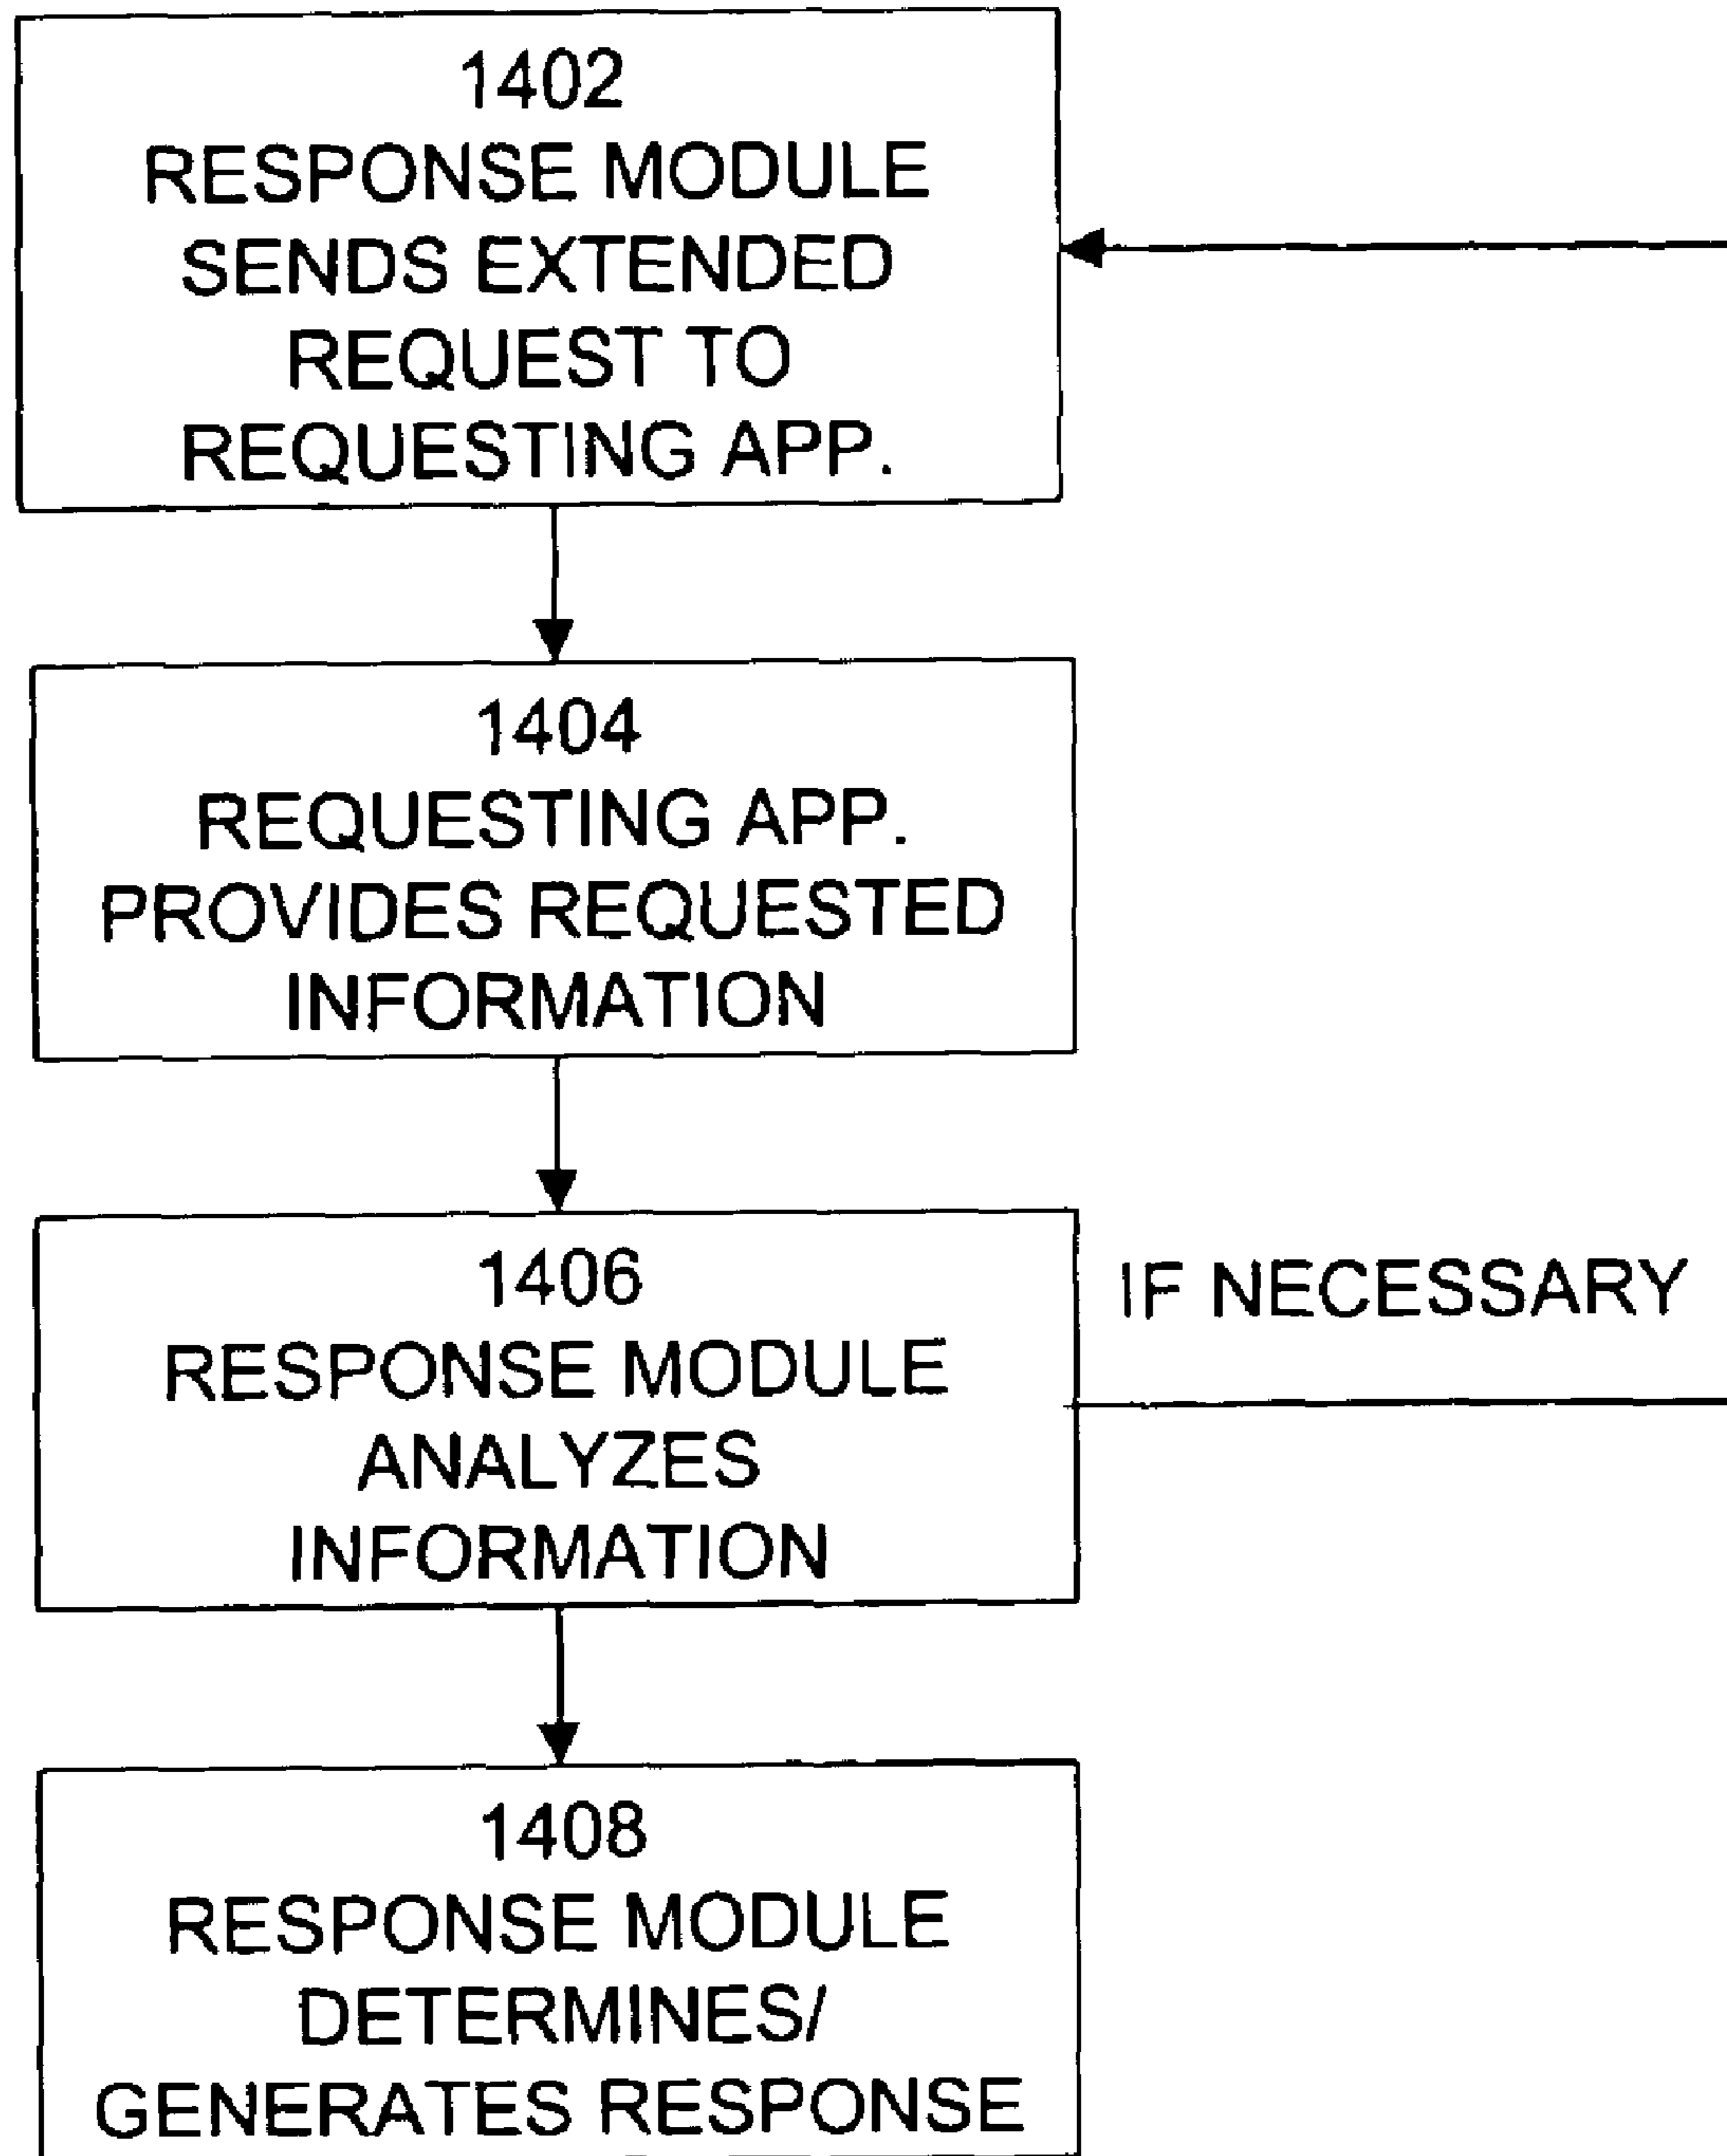 1402
RESPONSE MODULE
SENDS EXTENDED
REQUEST TO
REQUESTING APP.
1404
REQUESTING APP.
PROVIDES REQUESTED
INFORMATION
1406
RESPONSE MODULE
ANALYZES
INFORMATION
IF NECESSARY
1408
RESPONSE MODULE
DETERMINES/
GENERATES RESPONSE